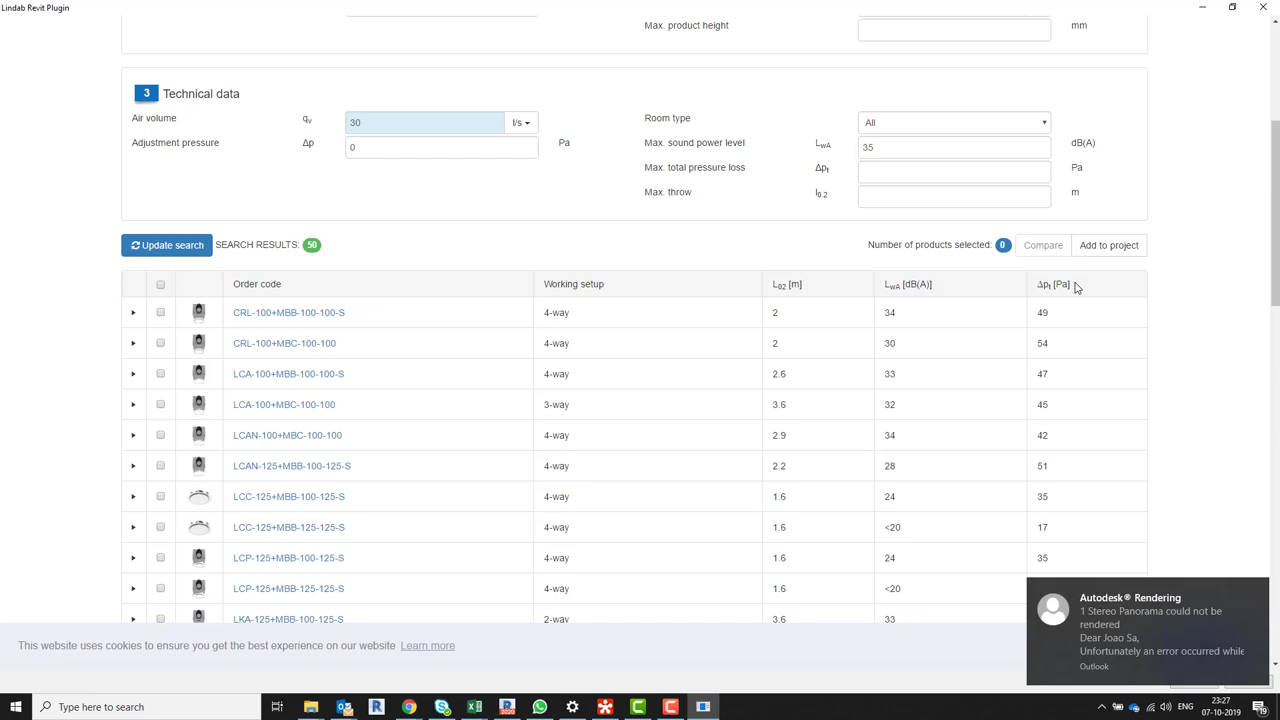 Lindab Revit Plugin
Max. product height mm
3 Technical data
Air volume qv 30 l/s Room type All
Adjustment pressure Δp 0 Pa Max. sound power level LwA 35 dB(A)
Max. total pressure loss Δpt Pa
Max. throw l0.2 m
Update search SEARCH RESULTS: 50 Number of products selected: 0 Compare Add to project
Order code Working setup L02 [m] LwA [dB(A)] Δpt [Pa]
CRL-100+MBB-100-100-S 4-way 2 34 49
CRL-100+MBC-100-100 4-way 2 30 54
LCA-100+MBB-100-100-S 4-way 2.6 33 47
LCA-100+MBC-100-100 3-way 3.6 32 45
LCAN-100+MBC-100-100 4-way 2.9 34 42
LCAN-125+MBB-100-125-S 4-way 2.2 28 51
LCC-125+MBB-100-125-S 4-way 1.6 24 35
LCC-125+MBB-125-125-S 4-way 1.6 <20 17
LCP-125+MBB-100-125-S 4-way 1.6 24 35
LCP-125+MBB-125-125-S 4-way 1.6 <20
LKA-125+MBB-100-125-S 2-way 3.6 33
Autodesk® Rendering
1 Stereo Panorama could not be
rendered
Dear Joao Sa,
Unfortunately an error occurred while
Outlook
This website uses cookies to ensure you get the best experience on our website Learn more
Type here to search
ENG
23:27
07-10-2019
19